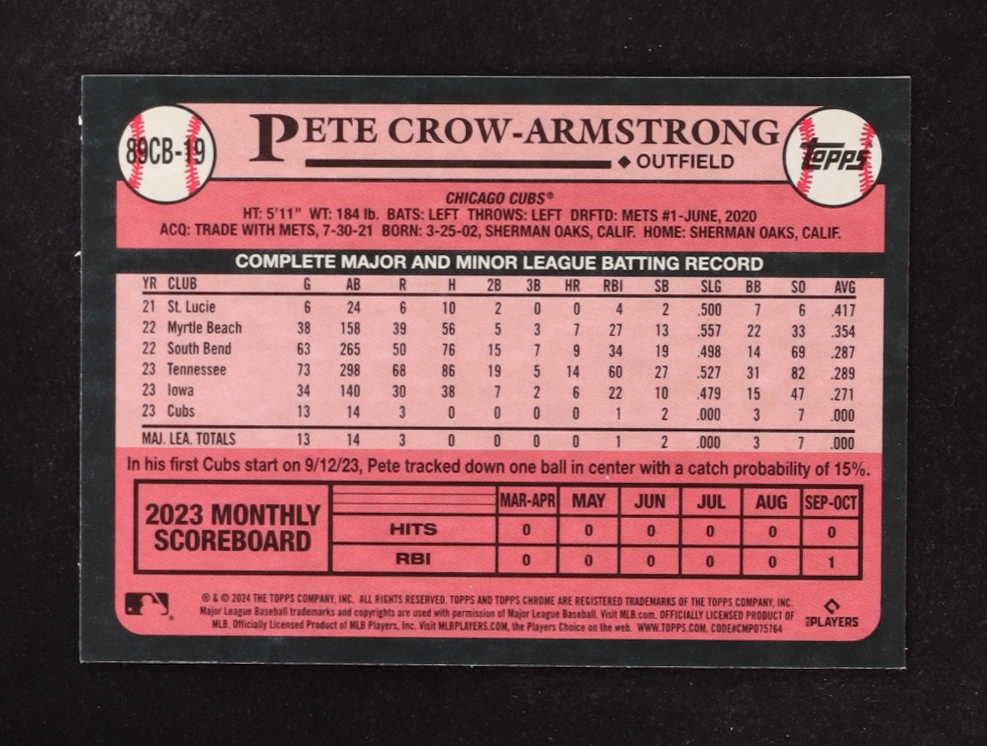 89CB-19
PETE CROW-ARMSTRONG
◆ OUTFIELD
topps
CHICAGO CUBS®
HT: 5'11" WT: 184 lb. BATS: LEFT THROWS: LEFT DRFTD: METS #1-JUNE, 2020
ACQ: TRADE WITH METS, 7-30-21 BORN: 3-25-02, SHERMAN OAKS, CALIF. HOME: SHERMAN OAKS, CALIF.
COMPLETE MAJOR AND MINOR LEAGUE BATTING RECORD
YR CLUB G AB R H 2B 3B HR RBI SB SLG BB SO AVG
21 St. Lucie 6 24 6 10 2 0 0 4 2 .500 7 6 .417
22 Myrtle Beach 38 158 39 56 5 3 7 27 13 .557 22 33 .354
22 South Bend 63 265 50 76 15 7 9 34 19 .498 14 69 .287
23 Tennessee 73 298 68 86 19 5 14 60 27 .527 31 82 .289
23 Iowa 34 140 30 38 7 2 6 22 10 .479 15 47 .271
23 Cubs 13 14 3 0 0 0 0 1 2 .000 3 7 .000
MAJ. LEA. TOTALS 13 14 3 0 0 0 0 1 2 .000 3 7 .000
In his first Cubs start on 9/12/23, Pete tracked down one ball in center with a catch probability of 15%.
2023 MONTHLY
SCOREBOARD
MAR-APR MAY JUN JUL AUG SEP-OCT
HITS 0 0 0 0 0 0
RBI 0 0 0 0 0 1
® & © 2024 THE TOPPS COMPANY, INC. ALL RIGHTS RESERVED. TOPPS AND TOPPS CHROME ARE REGISTERED TRADEMARKS OF THE TOPPS COMPANY, INC.
Major League Baseball trademarks and copyrights are used with permission of Major League Baseball. Visit MLB.com. OFFICIALLY LICENSED PRODUCT OF
MLB. Officially Licensed Product of MLB Players, Inc. Visit MLBPLAYERS.COM, the Players Choice on the web. WWW.TOPPS.COM. CODE#CMP075764
PLAYERS